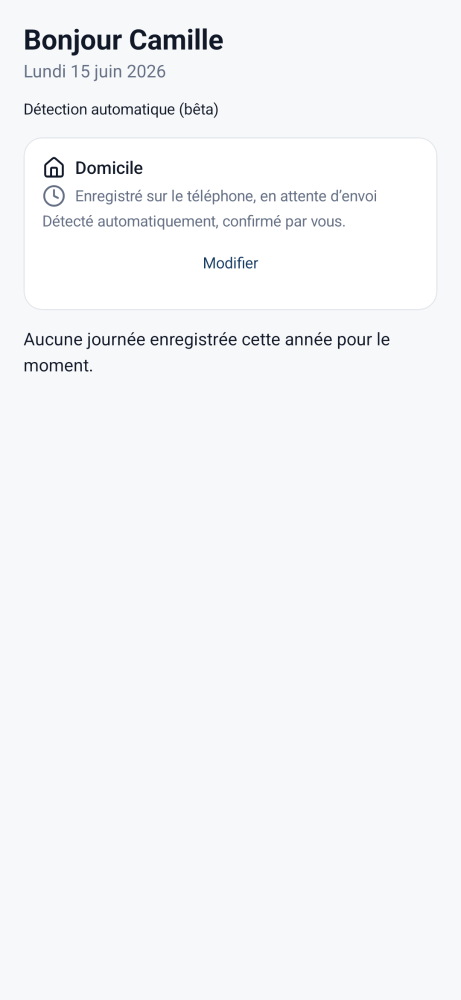 Bonjour Camille
Lundi 15 juin 2026
Détection automatique (bêta)
Domicile
Enregistré sur le téléphone, en attente d’envoi
Détecté automatiquement, confirmé par vous.
Modifier
Aucune journée enregistrée cette année pour le
moment.